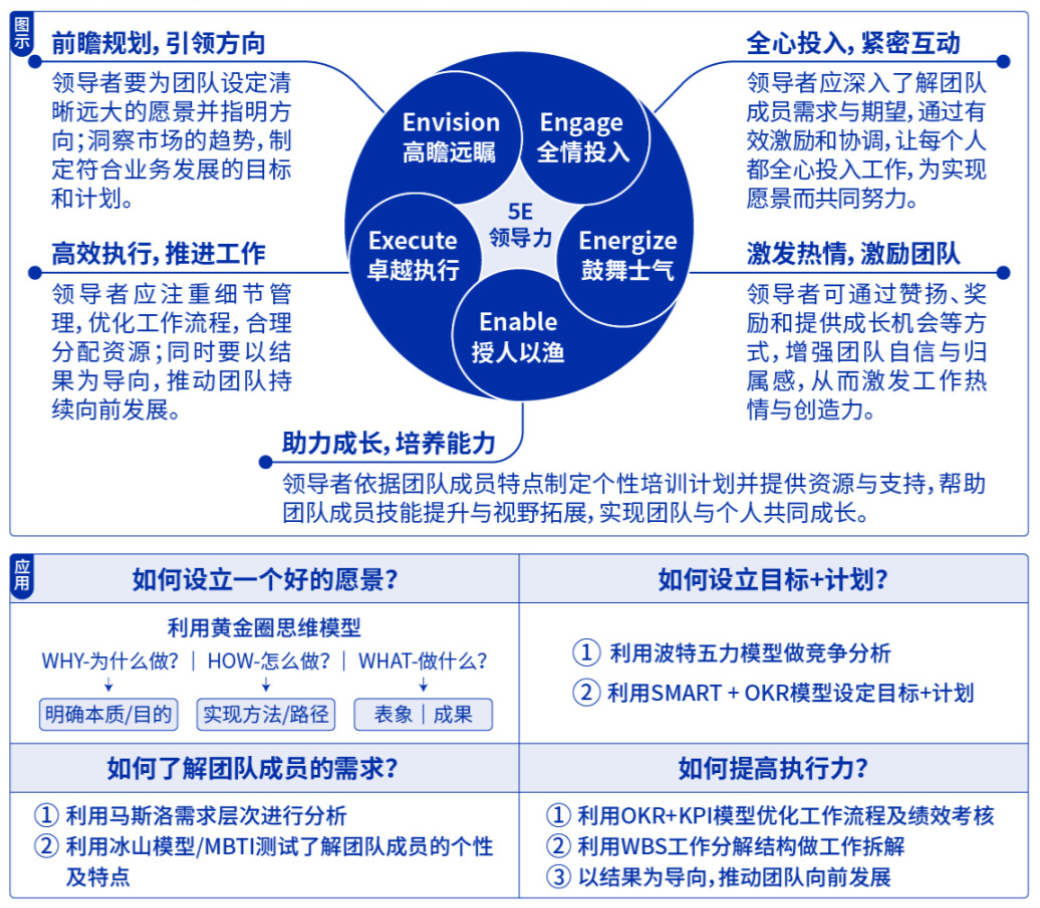 图示
前瞻规划，引领方向
领导者要为团队设定清
晰远大的愿景并指明方
向；洞察市场的趋势，制
定符合业务发展的目标
和计划。
高效执行，推进工作
领导者应注重细节管
理，优化工作流程，合理
分配资源；同时要以结
果为导向，推动团队持
续向前发展。
Envision
高瞻远瞩
Engage
全情投入
5E
领导力
Execute
卓越执行
Energize
鼓舞士气
Enable
授人以渔
全心投入，紧密互动
领导者应深入了解团队
成员需求与期望，通过有
效激励和协调，让每个人
都全心投入工作，为实现
愿景而共同努力。
激发热情，激励团队
领导者可通过赞扬、奖
励和提供成长机会等方
式，增强团队自信与归
属感，从而激发工作热
情与创造力。
助力成长，培养能力
领导者依据团队成员特点制定个性培训计划并提供资源与支持，帮助
团队成员技能提升与视野拓展，实现团队与个人共同成长。
应用
如何设立一个好的愿景？
利用黄金圈思维模型
WHY-为什么做？｜HOW-怎么做？｜WHAT-做什么？
↓ ↓ ↓
明确本质/目的 实现方法/路径 表象｜成果
如何设立目标+计划？
① 利用波特五力模型做竞争分析
② 利用SMART + OKR模型设定目标+计划
如何了解团队成员的需求？
① 利用马斯洛需求层次进行分析
② 利用冰山模型/MBTI测试了解团队成员的个性
及特点
如何提高执行力？
① 利用OKR+KPI模型优化工作流程及绩效考核
② 利用WBS工作分解结构做工作拆解
③ 以结果为导向，推动团队向前发展